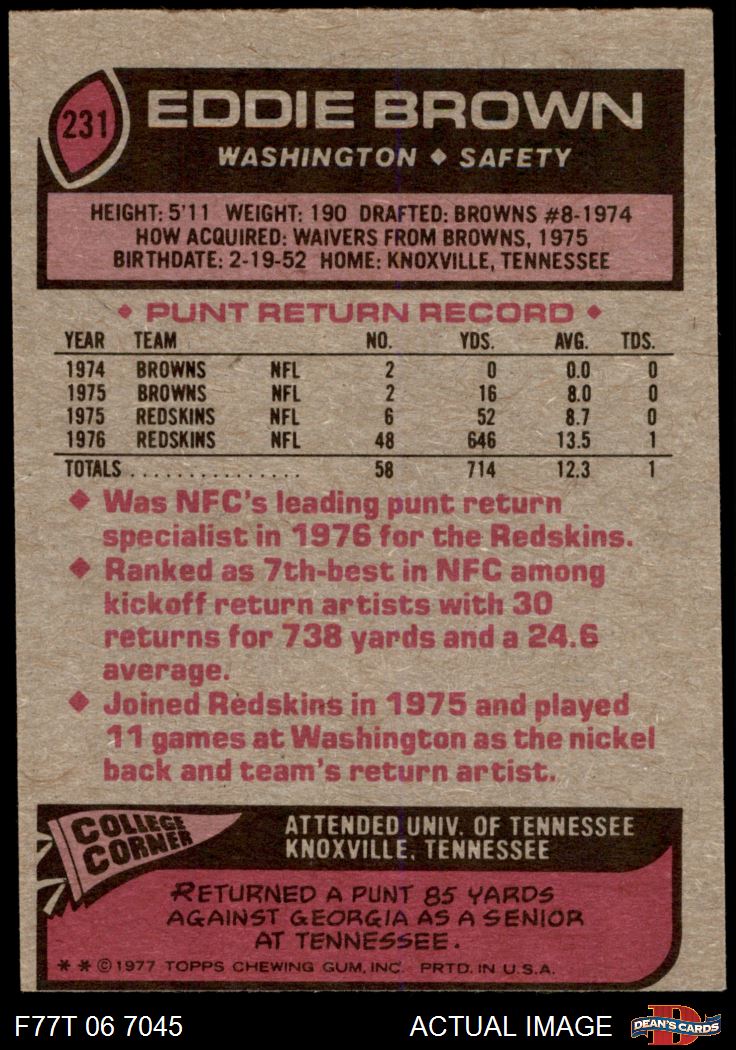 231
EDDIE BROWN
WASHINGTON ◆ SAFETY
HEIGHT: 5'11 WEIGHT: 190 DRAFTED: BROWNS #8-1974
HOW ACQUIRED: WAIVERS FROM BROWNS, 1975
BIRTHDATE: 2-19-52 HOME: KNOXVILLE, TENNESSEE
◆ PUNT RETURN RECORD ◆
YEAR TEAM NO. YDS. AVG. TDS.
1974 BROWNS NFL 2 0 0.0 0
1975 BROWNS NFL 2 16 8.0 0
1975 REDSKINS NFL 6 52 8.7 0
1976 REDSKINS NFL 48 646 13.5 1
TOTALS ................ 58 714 12.3 1
◆ Was NFC's leading punt return
specialist in 1976 for the Redskins.
◆ Ranked as 7th-best in NFC among
kickoff return artists with 30
returns for 738 yards and a 24.6
average.
◆ Joined Redskins in 1975 and played
11 games at Washington as the nickel
back and team's return artist.
COLLEGE
CORNER
ATTENDED UNIV. OF TENNESSEE
KNOXVILLE, TENNESSEE
RETURNED A PUNT 85 YARDS
AGAINST GEORGIA AS A SENIOR
AT TENNESSEE.
* * © 1977 TOPPS CHEWING GUM, INC. PRTD. IN U.S.A.
F77T 06 7045
ACTUAL IMAGE
D
DEAN'S CARDS